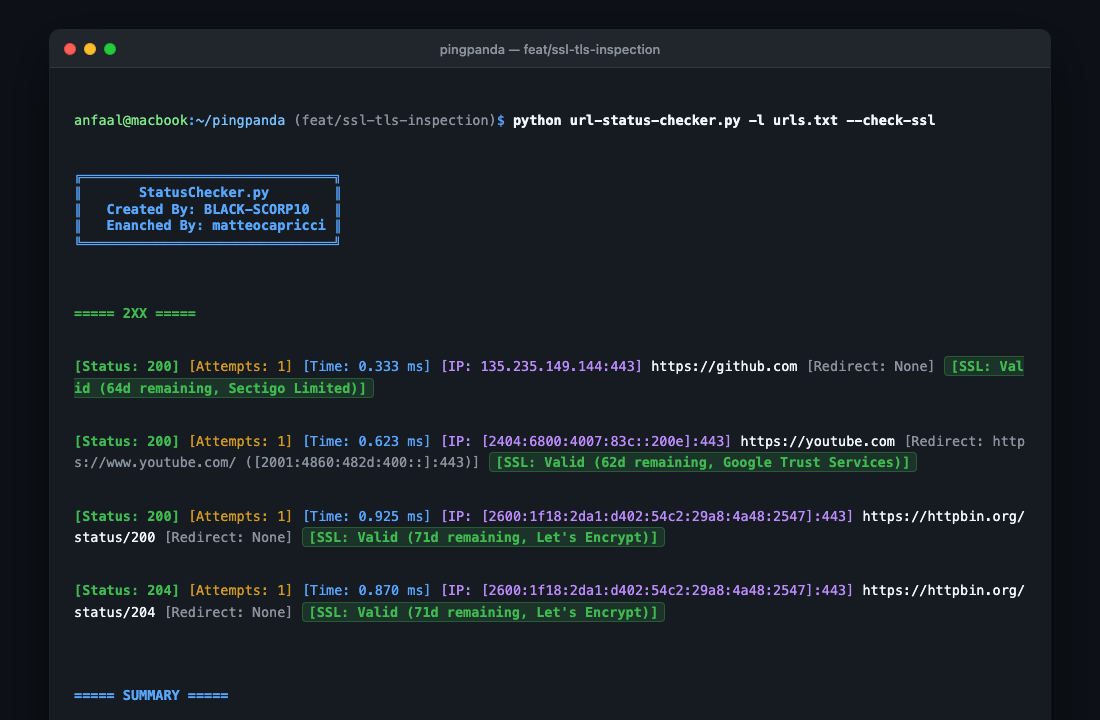 pingpanda — feat/ssl-tls-inspection
anfaal@macbook:~/pingpanda (feat/ssl-tls-inspection)$ python url-status-checker.py -l urls.txt --check-ssl
StatusChecker.py
Created By: BLACK-SCORP10
Enanched By: matteocapricci
===== 2XX =====
[Status: 200] [Attempts: 1] [Time: 0.333 ms] [IP: 135.235.149.144:443] https://github.com [Redirect: None] [SSL: Val
id (64d remaining, Sectigo Limited)]
[Status: 200] [Attempts: 1] [Time: 0.623 ms] [IP: [2404:6800:4007:83c::200e]:443] https://youtube.com [Redirect: http
s://www.youtube.com/ ([2001:4860:482d:400::]:443)] [SSL: Valid (62d remaining, Google Trust Services)]
[Status: 200] [Attempts: 1] [Time: 0.925 ms] [IP: [2600:1f18:2da1:d402:54c2:29a8:4a48:2547]:443] https://httpbin.org/
status/200 [Redirect: None] [SSL: Valid (71d remaining, Let's Encrypt)]
[Status: 204] [Attempts: 1] [Time: 0.870 ms] [IP: [2600:1f18:2da1:d402:54c2:29a8:4a48:2547]:443] https://httpbin.org/
status/204 [Redirect: None] [SSL: Valid (71d remaining, Let's Encrypt)]
===== SUMMARY =====